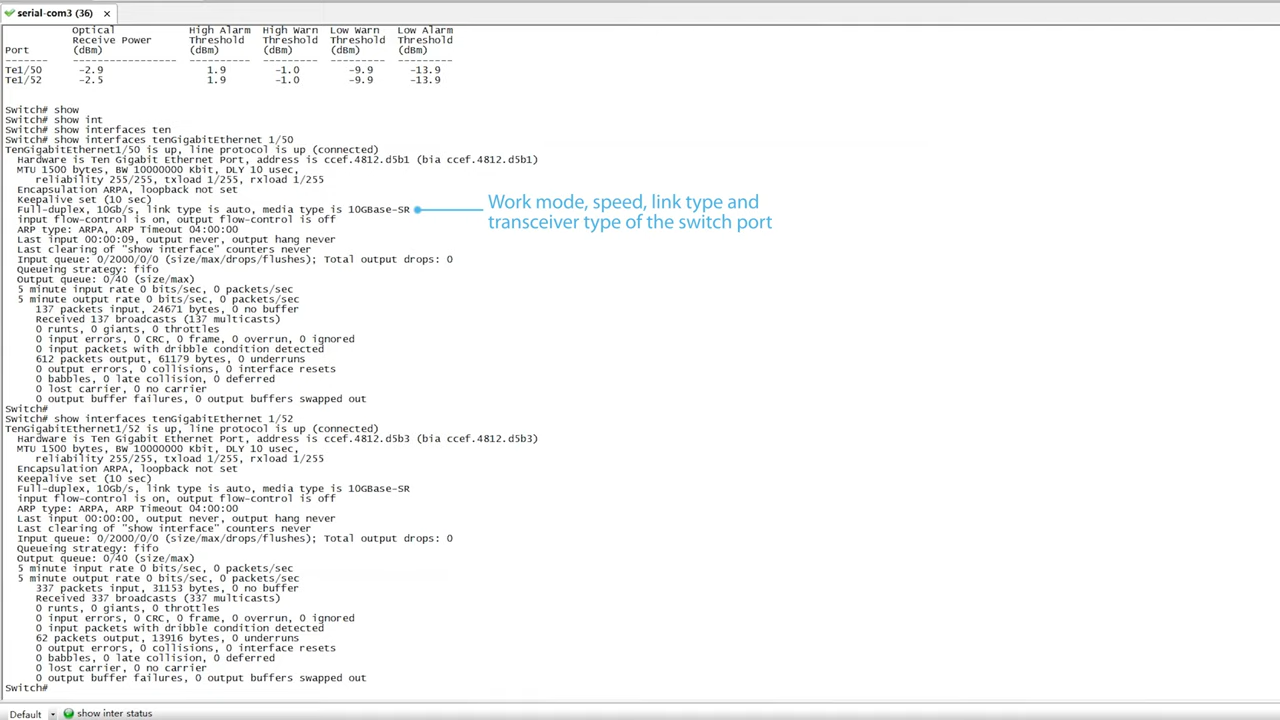 serial-com3 (36) ×
Optical High Alarm High Warn Low Warn Low Alarm
Receive Power Threshold Threshold Threshold Threshold
Port (dBm) (dBm) (dBm) (dBm) (dBm)
------- ----------------- ---------- --------- --------- ---------
Te1/50 -2.9 1.9 -1.0 -9.9 -13.9
Te1/52 -2.5 1.9 -1.0 -9.9 -13.9
Switch# show
Switch# show int
Switch# show interfaces ten
Switch# show interfaces tenGigabitEthernet 1/50
TenGigabitEthernet1/50 is up, line protocol is up (connected)
Hardware is Ten Gigabit Ethernet Port, address is ccef.4812.d5b1 (bia ccef.4812.d5b1)
MTU 1500 bytes, BW 10000000 Kbit, DLY 10 usec,
reliability 255/255, txload 1/255, rxload 1/255
Encapsulation ARPA, loopback not set
Keepalive set (10 sec)
Full-duplex, 10Gb/s, link type is auto, media type is 10GBase-SR
Work mode, speed, link type and
transceiver type of the switch port
input flow-control is on, output flow-control is off
ARP type: ARPA, ARP Timeout 04:00:00
Last input 00:00:09, output never, output hang never
Last clearing of "show interface" counters never
Input queue: 0/2000/0/0 (size/max/drops/flushes); Total output drops: 0
Queueing strategy: fifo
Output queue: 0/40 (size/max)
5 minute input rate 0 bits/sec, 0 packets/sec
5 minute output rate 0 bits/sec, 0 packets/sec
137 packets input, 24671 bytes, 0 no buffer
Received 137 broadcasts (137 multicasts)
0 runts, 0 giants, 0 throttles
0 input errors, 0 CRC, 0 frame, 0 overrun, 0 ignored
0 input packets with dribble condition detected
612 packets output, 61179 bytes, 0 underruns
0 output errors, 0 collisions, 0 interface resets
0 babbles, 0 late collision, 0 deferred
0 lost carrier, 0 no carrier
0 output buffer failures, 0 output buffers swapped out
Switch#
Switch# show interfaces tenGigabitEthernet 1/52
TenGigabitEthernet1/52 is up, line protocol is up (connected)
Hardware is Ten Gigabit Ethernet Port, address is ccef.4812.d5b3 (bia ccef.4812.d5b3)
MTU 1500 bytes, BW 10000000 Kbit, DLY 10 usec,
reliability 255/255, txload 1/255, rxload 1/255
Encapsulation ARPA, loopback not set
Keepalive set (10 sec)
Full-duplex, 10Gb/s, link type is auto, media type is 10GBase-SR
input flow-control is on, output flow-control is off
ARP type: ARPA, ARP Timeout 04:00:00
Last input 00:00:00, output never, output hang never
Last clearing of "show interface" counters never
Input queue: 0/2000/0/0 (size/max/drops/flushes); Total output drops: 0
Queueing strategy: fifo
Output queue: 0/40 (size/max)
5 minute input rate 0 bits/sec, 0 packets/sec
5 minute output rate 0 bits/sec, 0 packets/sec
337 packets input, 31153 bytes, 0 no buffer
Received 337 broadcasts (337 multicasts)
0 runts, 0 giants, 0 throttles
0 input errors, 0 CRC, 0 frame, 0 overrun, 0 ignored
0 input packets with dribble condition detected
62 packets output, 13916 bytes, 0 underruns
0 output errors, 0 collisions, 0 interface resets
0 babbles, 0 late collision, 0 deferred
0 lost carrier, 0 no carrier
0 output buffer failures, 0 output buffers swapped out
Switch#
Default show inter status